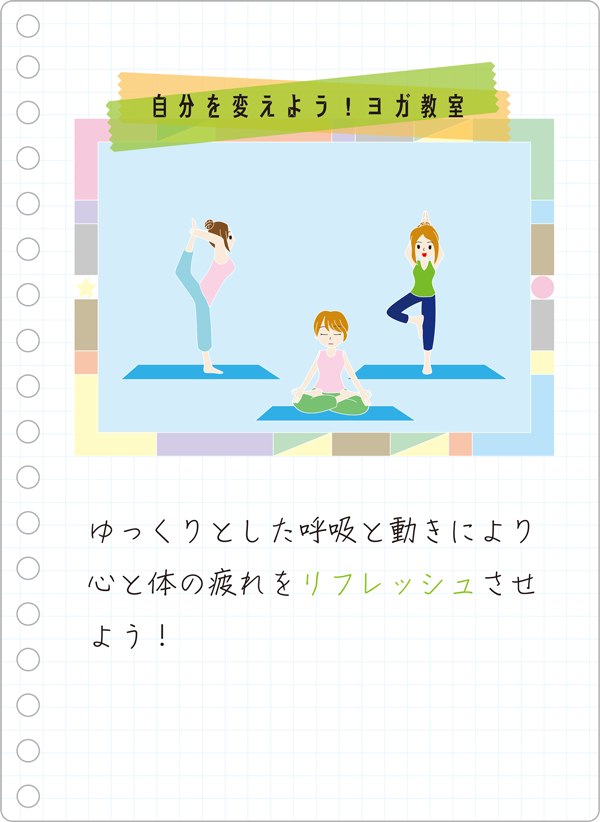 自分を変えよう！ヨガ教室
ゆっくりとした呼吸と動きにより
心と体の疲れをリフレッシュさせ
よう！